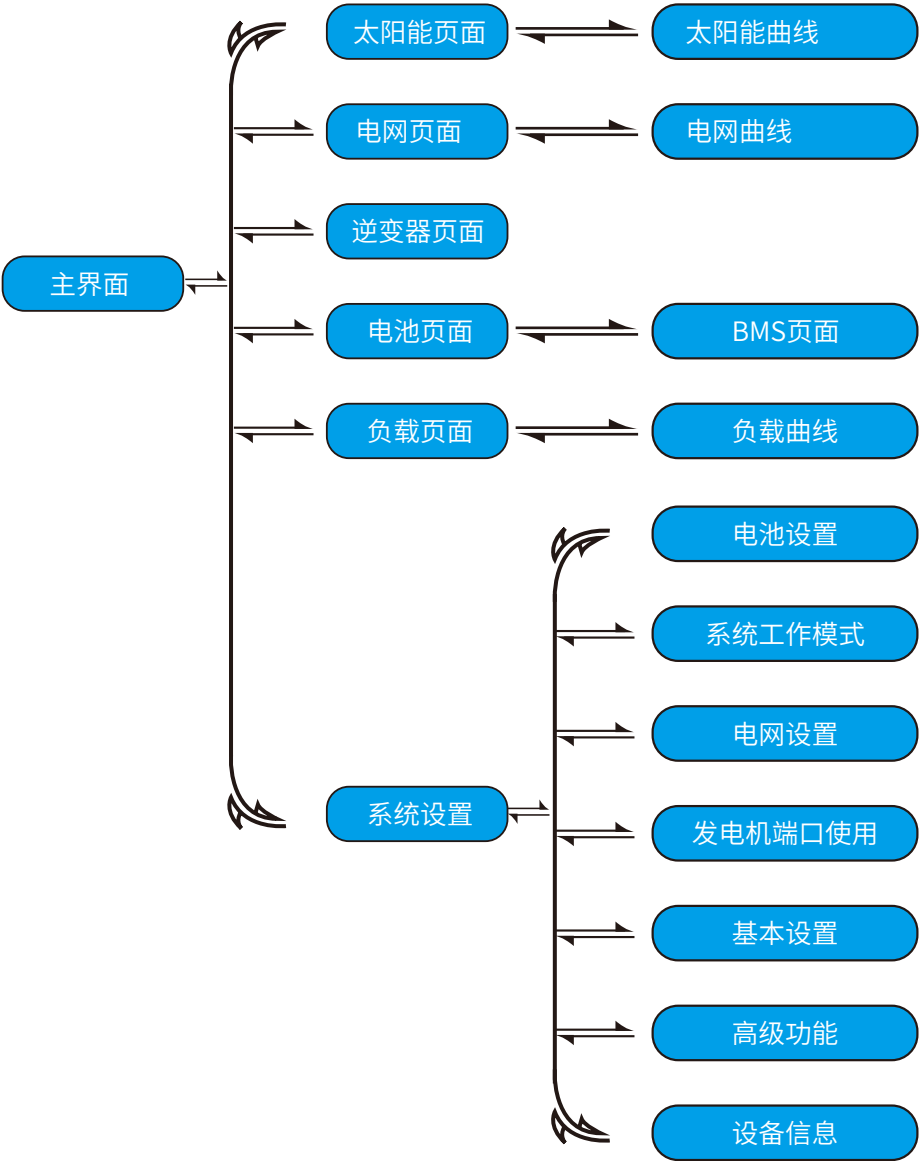 太阳能页面
太阳能曲线
电网页面
电网曲线
逆变器页面
主界面
电池页面
BMS页面
负载页面
负载曲线
电池设置
系统工作模式
电网设置
系统设置
发电机端口使用
基本设置
高级功能
设备信息